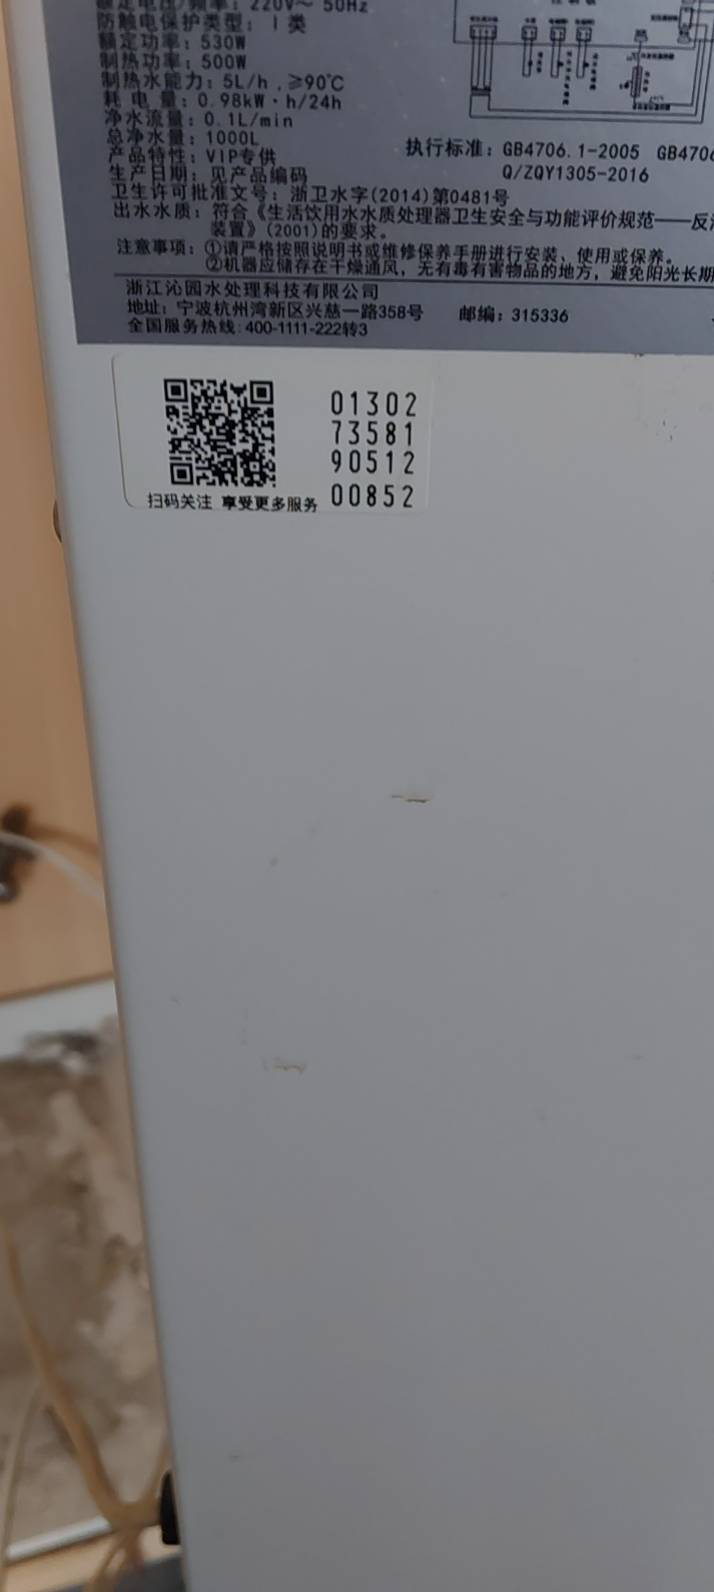 额定电压/频率：220V～ 50Hz
防触电保护类型：Ⅰ类
额定功率：530W
制热功率：500W
制热水能力：5L/h ,≥90℃
耗 电 量：0.98kW·h/24h
净水流量：0.1L/min
总净水量：1000L
产品特性：VIP专供
生产日期：见产品编码
执行标准：GB4706.1-2005 GB4706
Q/ZQY1305-2016
卫生许可批准文号：浙卫水字(2014)第0481号
出水水质：符合《生活饮用水水质处理器卫生安全与功能评价规范——反
装置》(2001)的要求。
注意事项：①请严格按照说明书或维修保养手册进行安装、使用或保养。
②机器应储存在干燥通风，无有毒有害物品的地方，避免阳光长期
浙江沁园水处理科技有限公司
地址：宁波杭州湾新区兴慈一路358号 邮编：315336
全国服务热线:400-1111-222转3
01302
73581
90512
00852
扫码关注 享受更多服务